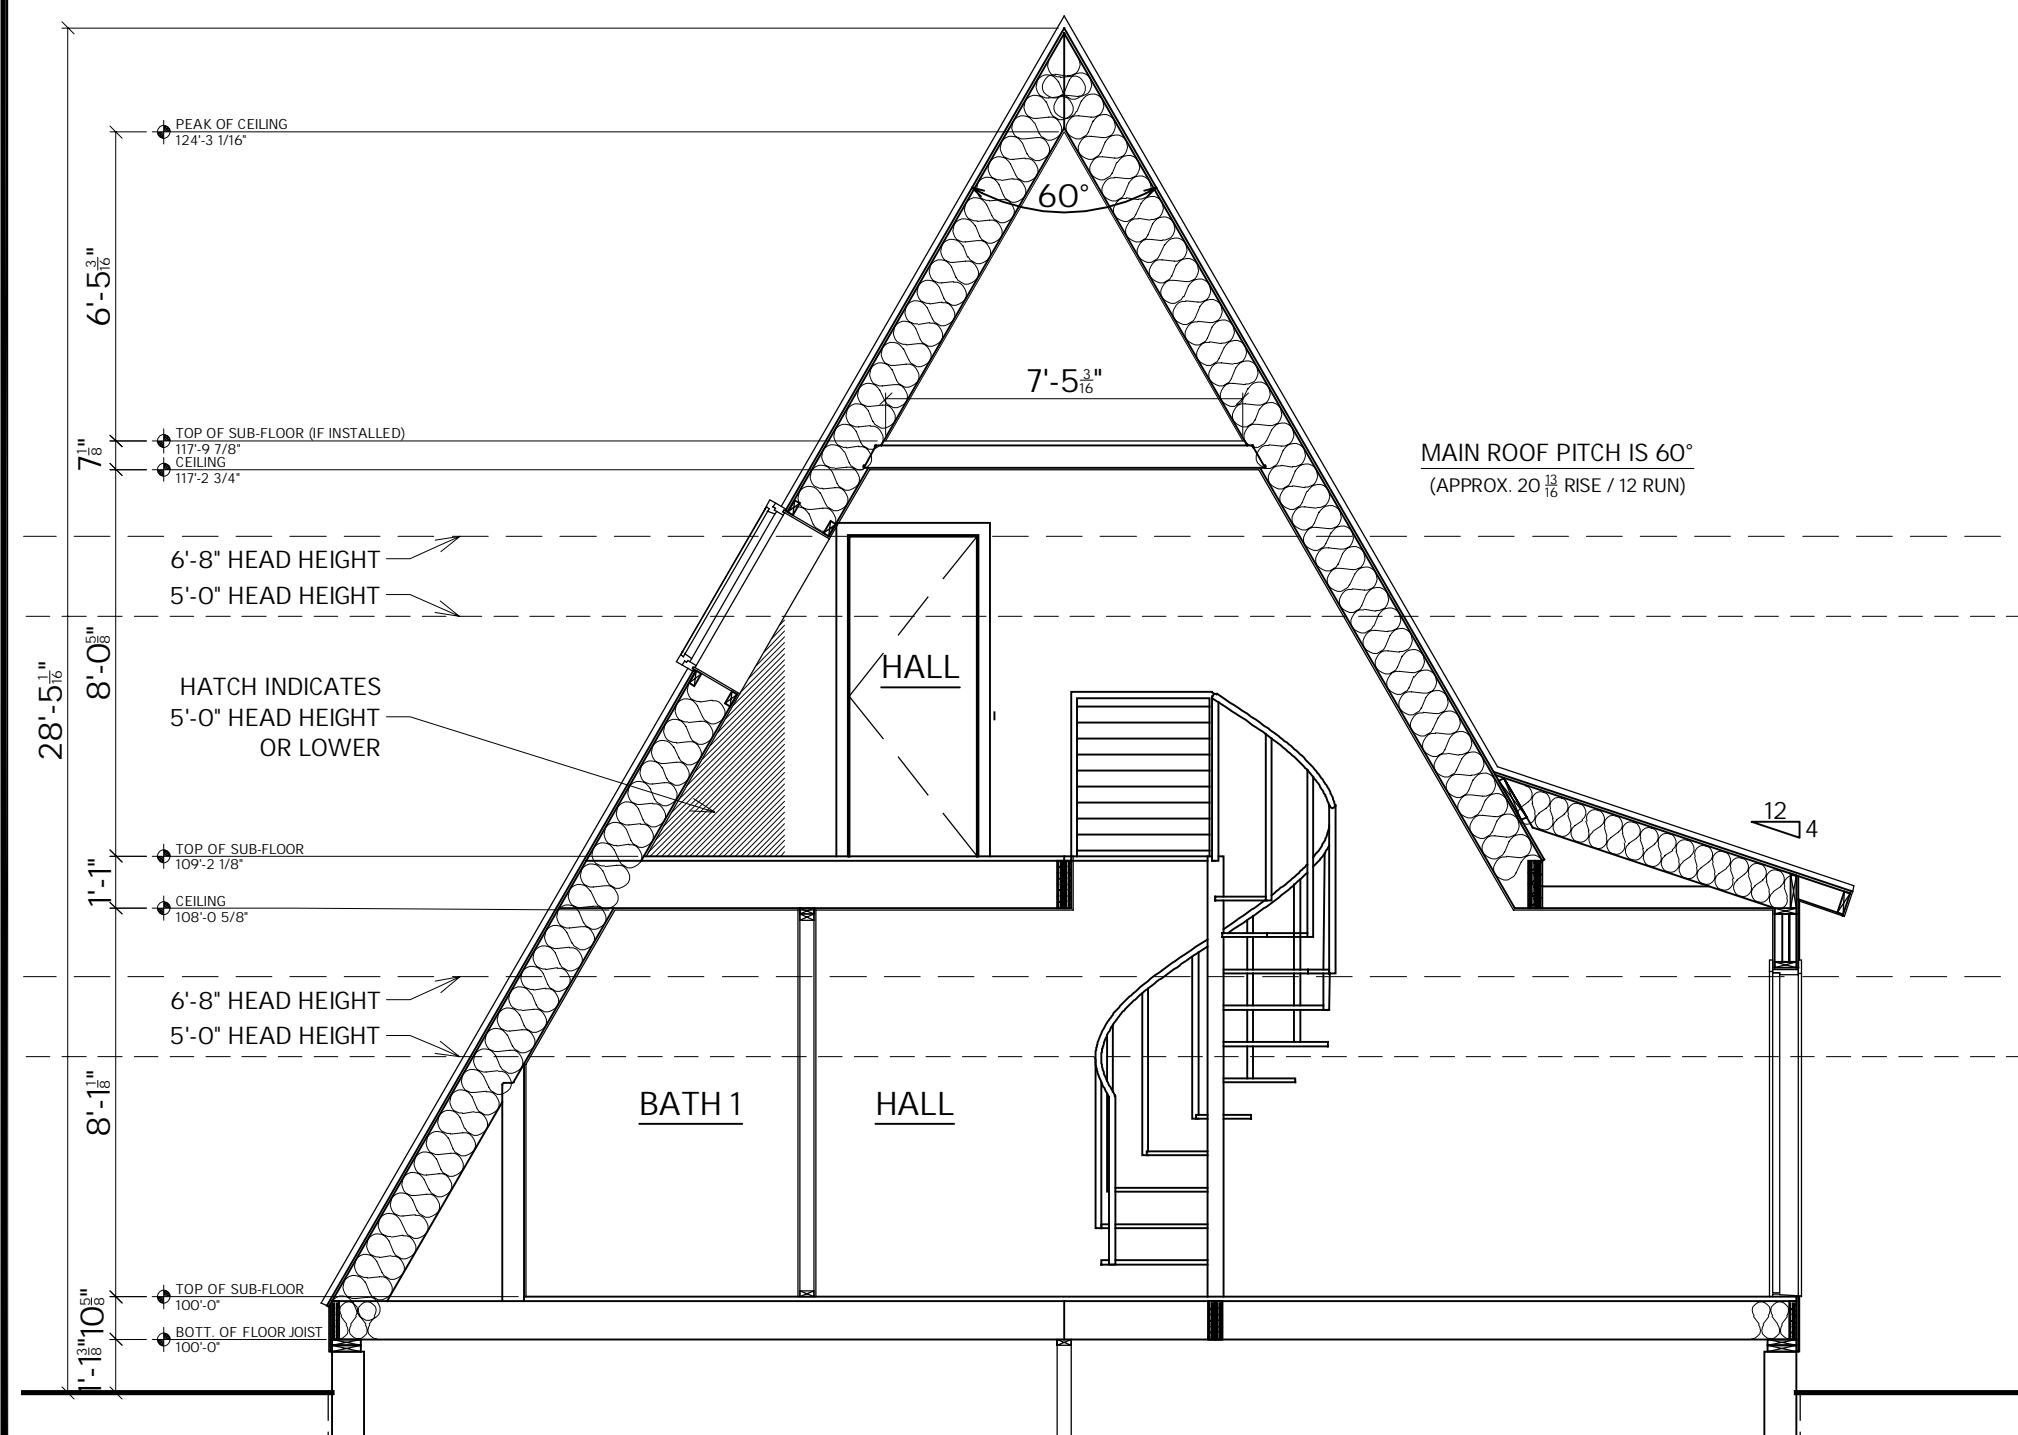 PEAK OF CEILING
124'-3 1/16"
60°
6'-5 3/16"
7'-5 3/16"
TOP OF SUB-FLOOR (IF INSTALLED)
117'-9 7/8"
7 1/8"
CEILING
117'-2 3/4"
MAIN ROOF PITCH IS 60°
(APPROX. 20 13/16 RISE / 12 RUN)
6'-8" HEAD HEIGHT
5'-0" HEAD HEIGHT
8'-0 5/8"
28'-5 1/16"
HALL
HATCH INDICATES
5'-0" HEAD HEIGHT
OR LOWER
12
4
TOP OF SUB-FLOOR
109'-2 1/8"
1'-1"
CEILING
108'-0 5/8"
6'-8" HEAD HEIGHT
5'-0" HEAD HEIGHT
8'-1 1/8"
BATH 1
HALL
TOP OF SUB-FLOOR
100'-0"
10 5/8"
BOTT. OF FLOOR JOIST
100'-0"
1'-1 3/8"